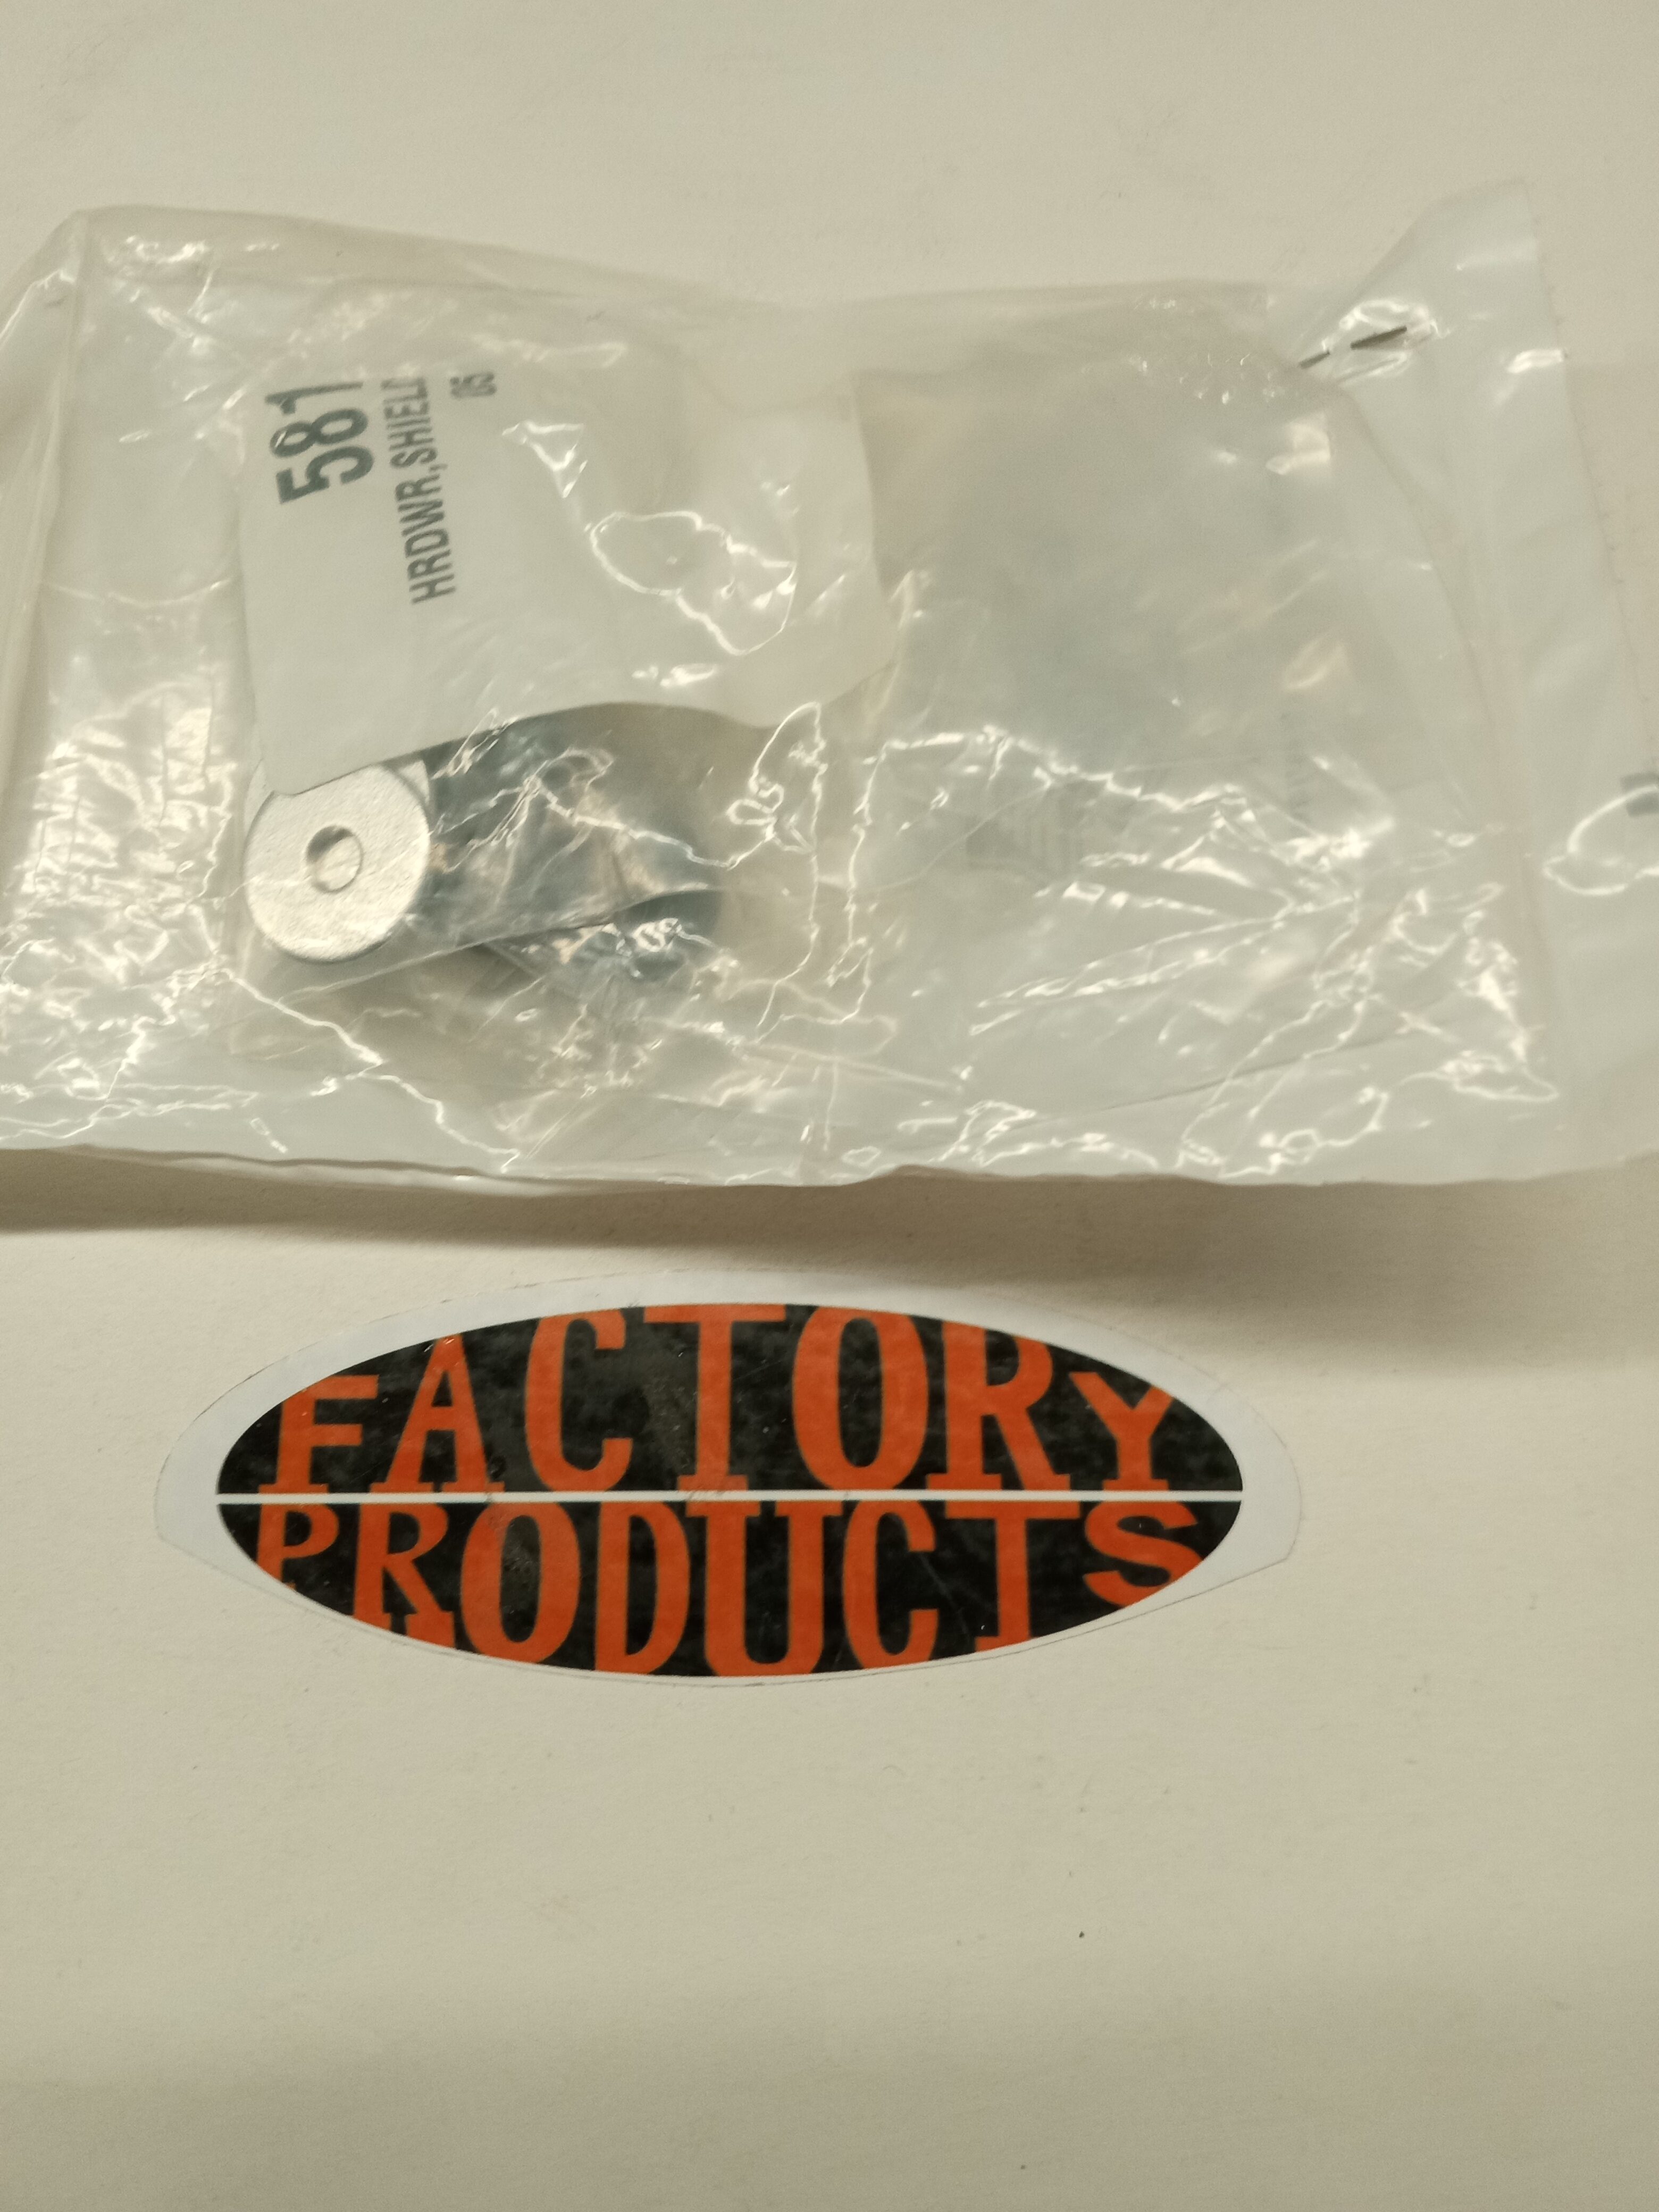 581
HRDWR,SHIELD
05
FACTORY
PRODUCTS